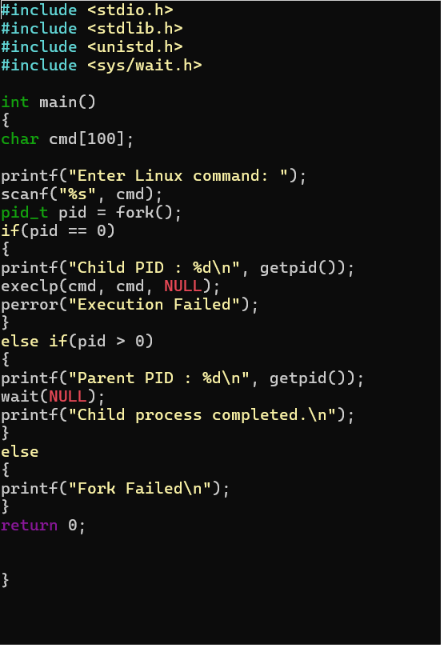 #include <stdio.h>
#include <stdlib.h>
#include <unistd.h>
#include <sys/wait.h>
int main()
{
char cmd[100];
printf("Enter Linux command: ");
scanf("%s", cmd);
pid_t pid = fork();
if(pid == 0)
{
printf("Child PID : %d\n", getpid());
execlp(cmd, cmd, NULL);
perror("Execution Failed");
}
else if(pid > 0)
{
printf("Parent PID : %d\n", getpid());
wait(NULL);
printf("Child process completed.\n");
}
else
{
printf("Fork Failed\n");
}
return 0;
}